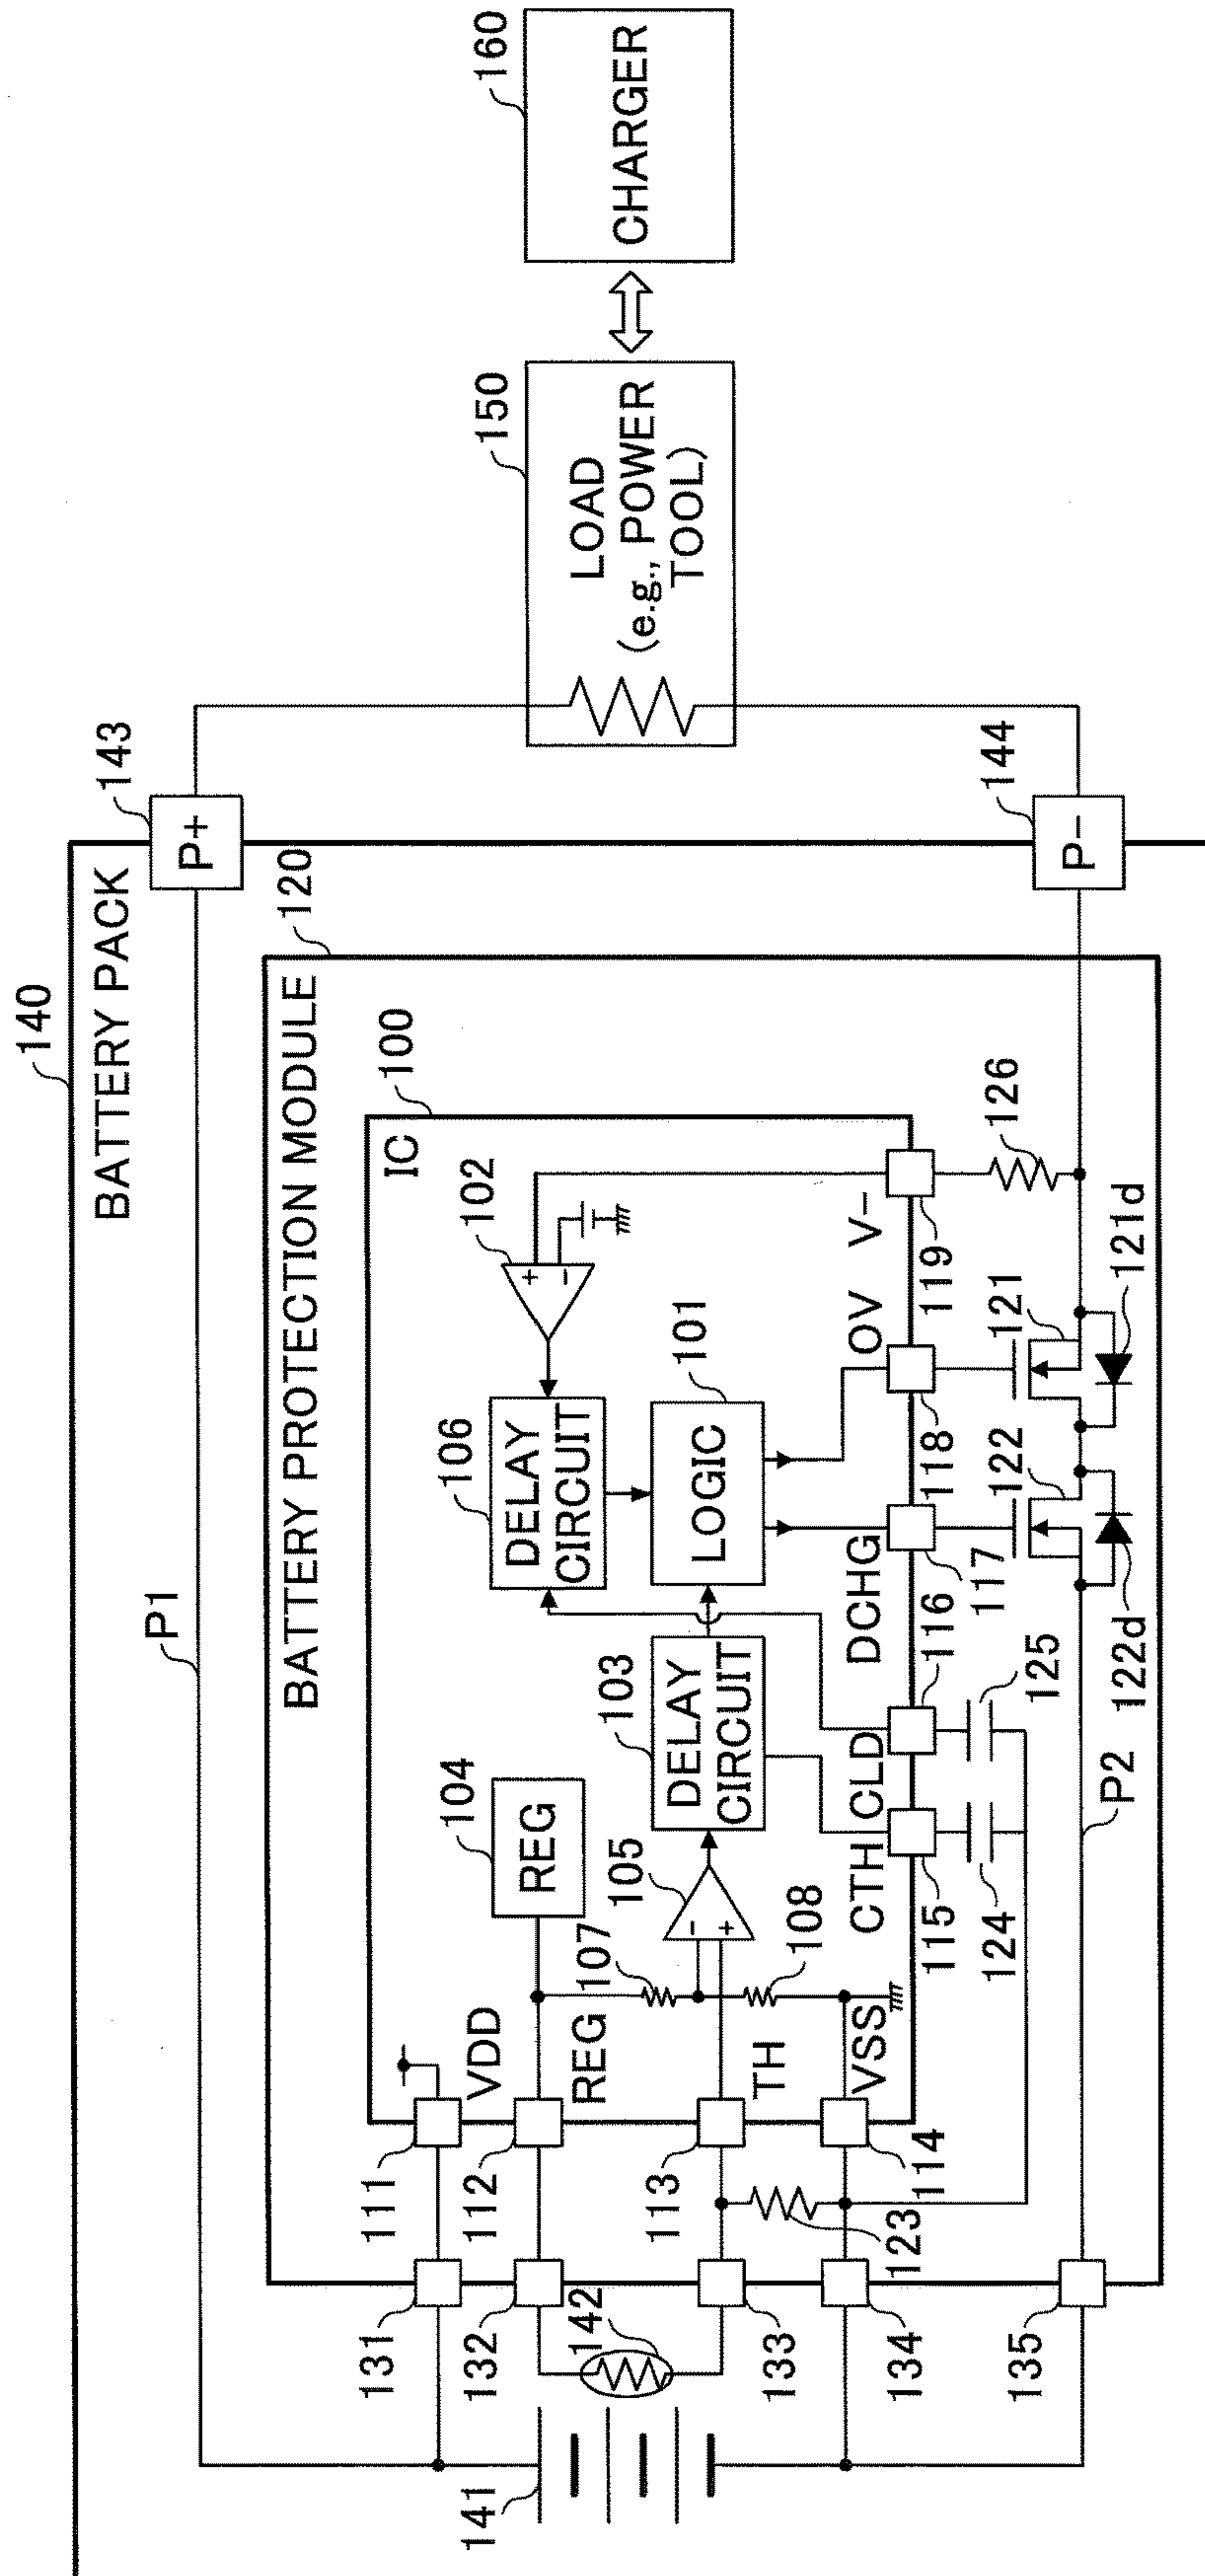 140
BATTERY PACK
P1
143
P+
120
BATTERY PROTECTION MODULE
100
IC
102
+
−
106
DELAY
CIRCUIT
101
LOGIC
104
REG
103
DELAY
CIRCUIT
105
−
+
107
108
111
VDD
112
REG
113
TH
114
VSS
115
CTH
116
CLD
117
DCHG
118
OV
119
V−
131
132
133
134
135
141
142
123
124
125
126
121
121d
122
122d
P2
144
P−
150
LOAD
(e.g., POWER
TOOL)
160
CHARGER